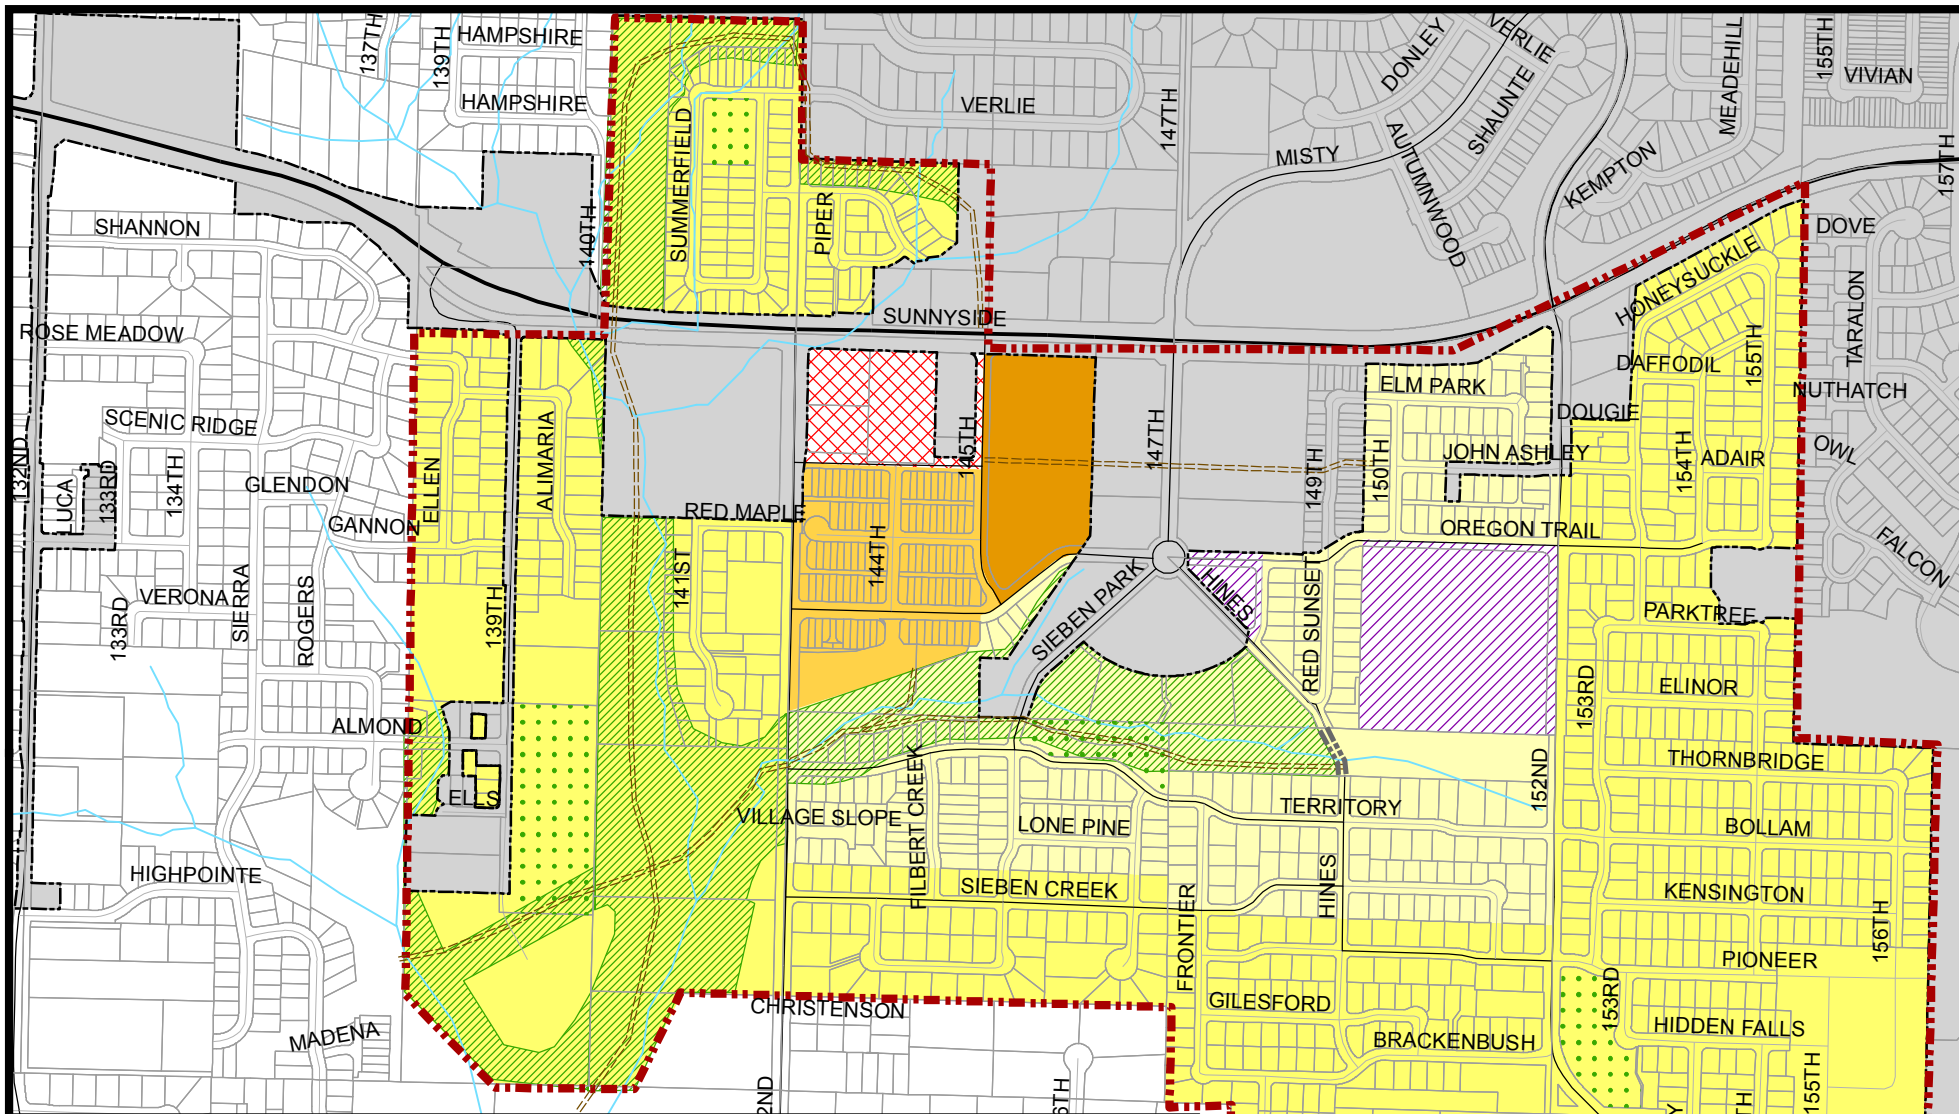 137TH
139TH
HAMPSHIRE
HAMPSHIRE
VERLIE
147TH
DONLEY
VERLIE
SHAUNTE
MISTY
AUTUMNWOOD
KEMPTON
MEADEHILL
155TH
VIVIAN
157TH
SHANNON
140TH
SUMMERFIELD
PIPER
DOVE
HONEYSUCKLE
TARALON
SUNNYSIDE
ROSE MEADOW
DAFFODIL
155TH
NUTHATCH
ELM PARK
DOUGIE
SCENIC RIDGE
132ND
LUCA
133RD
134TH
GLENDON
GANNON
ELLEN
ALIMARIA
145TH
147TH
149TH
150TH
JOHN ASHLEY
154TH
ADAIR
OWL
RED MAPLE
144TH
OREGON TRAIL
FALCON
141ST
SIEBEN PARK
HINES
RED SUNSET
PARKTREE
133RD
VERONA
SIERRA
ROGERS
139TH
153RD
ELINOR
ALMOND
THORNBRIDGE
152ND
ELLS
VILLAGE SLOPE
FILBERT CREEK
LONE PINE
TERRITORY
BOLLAM
HIGHPOINTE
SIEBEN CREEK
FRONTIER
HINES
KENSINGTON
156TH
PIONEER
CHRISTENSON
GILESFORD
153RD
HIDDEN FALLS
MADENA
BRACKENBUSH
155TH
2ND
6TH
Y
TH